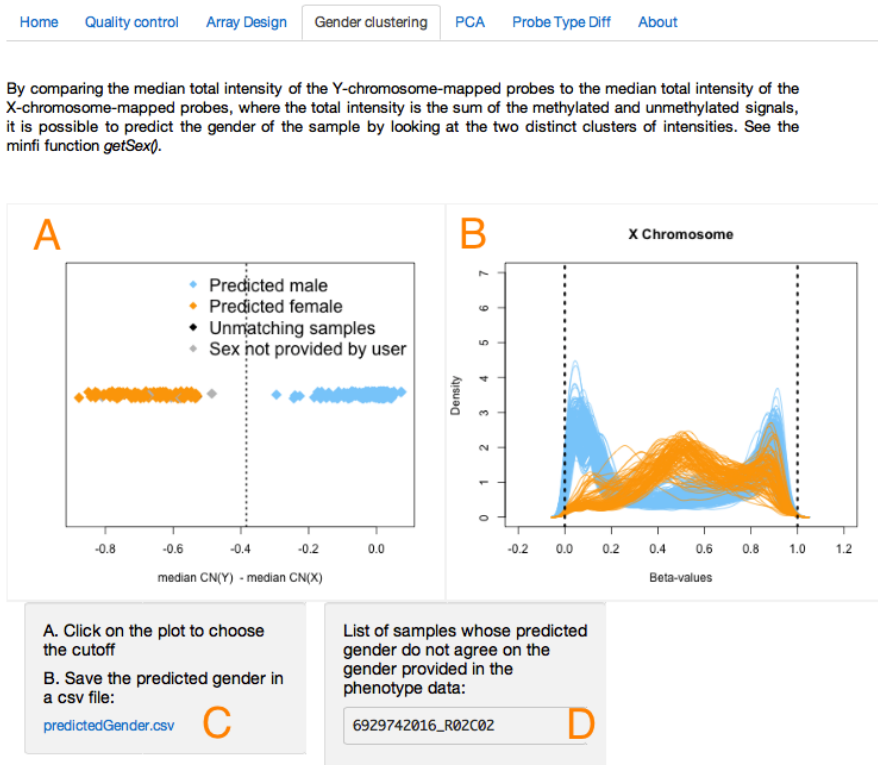 Home Quality control Array Design Gender clustering PCA Probe Type Diff About
By comparing the median total intensity of the Y-chromosome-mapped probes to the median total intensity of the
X-chromosome-mapped probes, where the total intensity is the sum of the methylated and unmethylated signals,
it is possible to predict the gender of the sample by looking at the two distinct clusters of intensities. See the
minfi function getSex().
A
Predicted male
Predicted female
Unmatching samples
Sex not provided by user
-0.8 -0.6 -0.4 -0.2 0.0
median CN(Y) - median CN(X)
B
X Chromosome
Density
7
6
5
4
3
2
1
0
-0.2 0.0 0.2 0.4 0.6 0.8 1.0 1.2
Beta-values
A. Click on the plot to choose
the cutoff
B. Save the predicted gender in
a csv file:
predictedGender.csv
C
List of samples whose predicted
gender do not agree on the
gender provided in the
phenotype data:
6929742016_R02C02
D